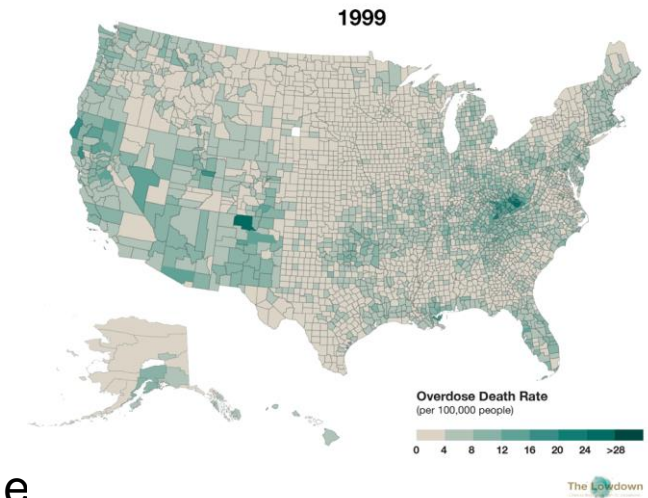 1999
Overdose Death Rate
(per 100,000 people)
0 4 8 12 16 20 24 >28
The Lowdown
e